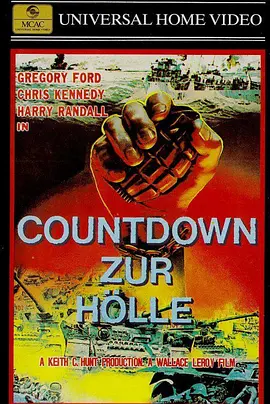 MCAC
UNIVERSAL HOME VIDEO
GREGORY FORD
CHRIS KENNEDY
HARRY RANDALL
IN
COUNTDOWN
ZUR
HÖLLE
A KEITH C. HUNT PRODUCTION. A WALLACE LEROY FILM